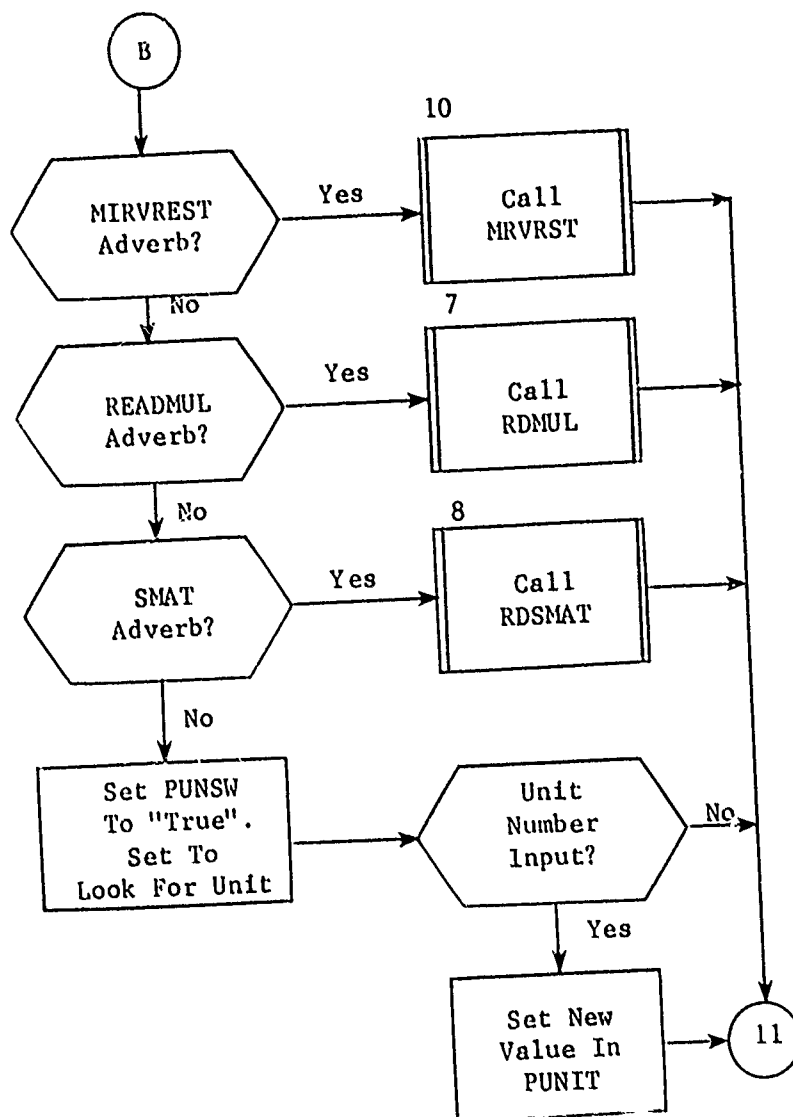 B
10
MIRVREST
Adverb?
Yes
Call
MRVRST
No
7
READMUL
Adverb?
Yes
Call
RDMUL
No
8
SMAT
Adverb?
Yes
Call
RDSMAT
No
Set PUNSW
To "True".
Set To
Look For Unit
Unit
Number
Input?
No
Yes
Set New
Value In
PUNIT
11